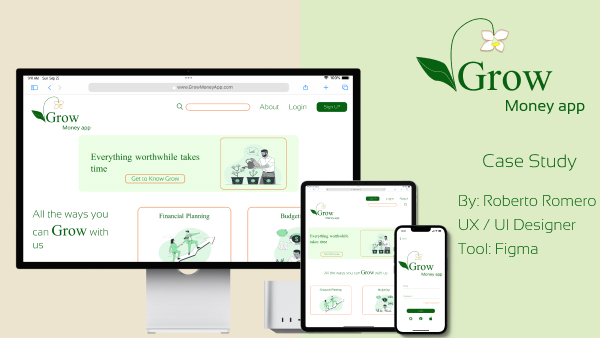 9:41 AM Sun Sep 21
100%
www.GrowMoneyApp.com
Grow
Money app
About
Login
Sign UP
Everything worthwhile takes
time
Get to Know Grow
All the ways you
can Grow with
us
Financial Planning
Budget
Grow
Money app
Everything worthwhile
takes time
All the ways you can Grow with us
Financial Planning
Grow
Money app
Grow
Money app
Case Study
By: Roberto Romero
UX / UI Designer
Tool: Figma